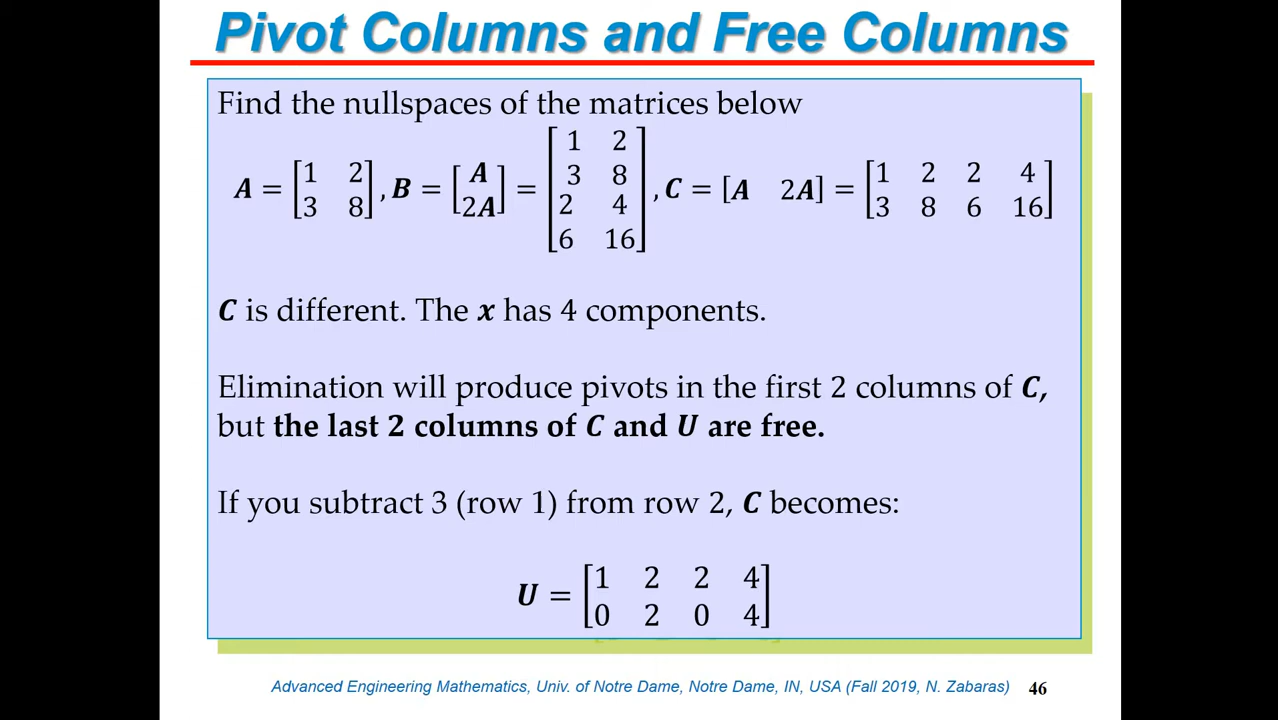 Pivot Columns and Free Columns
Find the nullspaces of the matrices below
A = [1 2; 3 8], B = [A; 2A] = [1 2; 3 8; 2 4; 6 16], C = [A 2A] = [1 2 2 4; 3 8 6 16]
C is different. The x has 4 components.
Elimination will produce pivots in the first 2 columns of C,
but the last 2 columns of C and U are free.
If you subtract 3 (row 1) from row 2, C becomes:
U = [1 2 2 4; 0 2 0 4]
Advanced Engineering Mathematics, Univ. of Notre Dame, Notre Dame, IN, USA (Fall 2019, N. Zabaras) 46